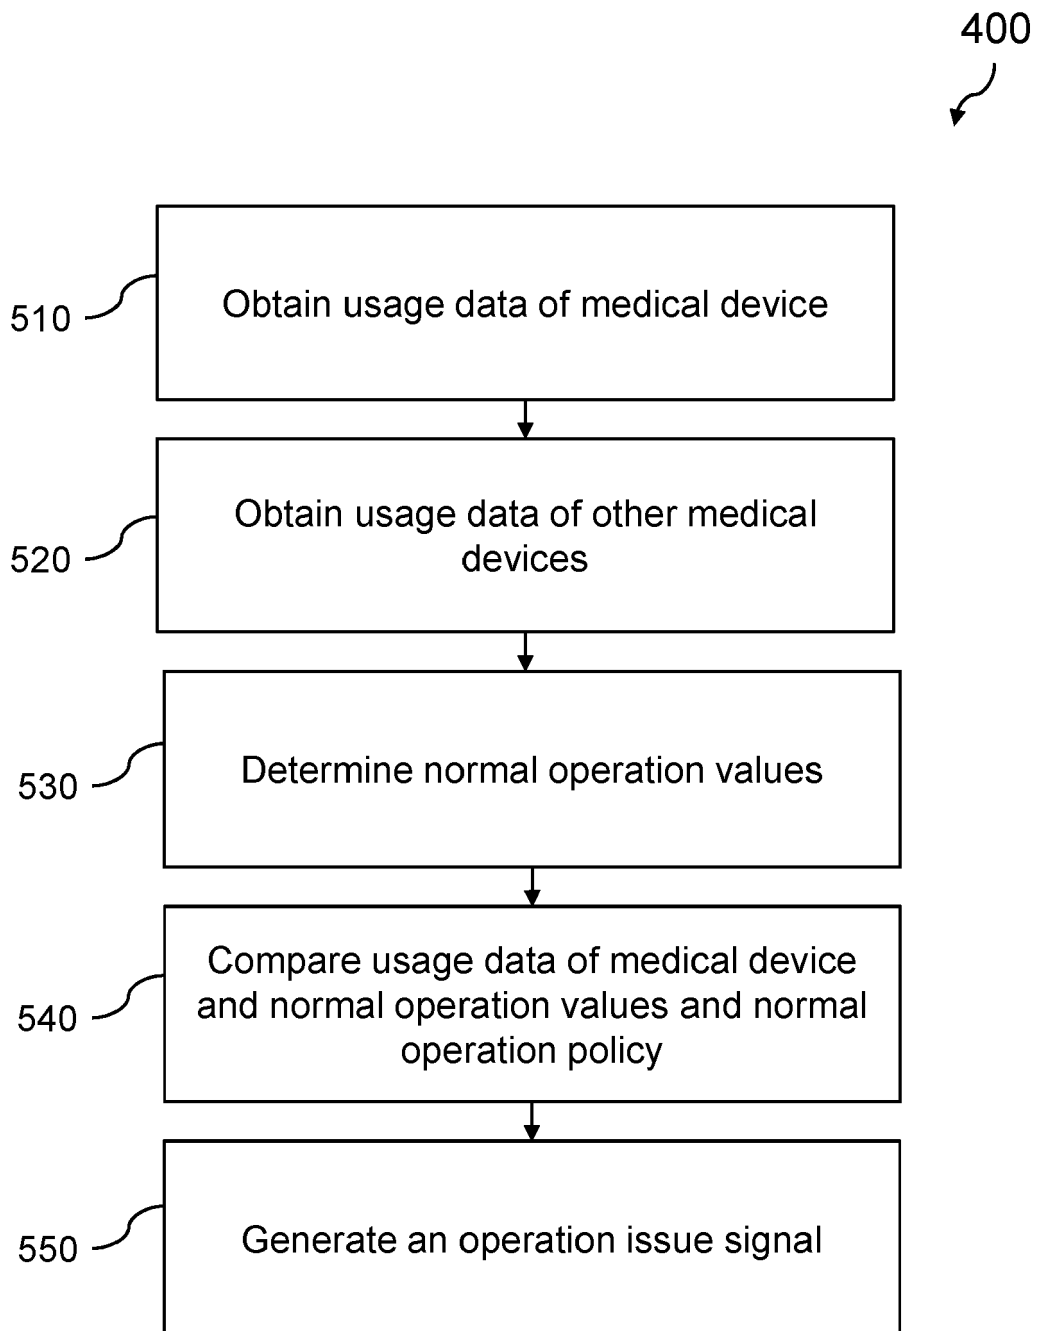 400
510
Obtain usage data of medical device
520
Obtain usage data of other medical
devices
530
Determine normal operation values
540
Compare usage data of medical device
and normal operation values and normal
operation policy
550
Generate an operation issue signal